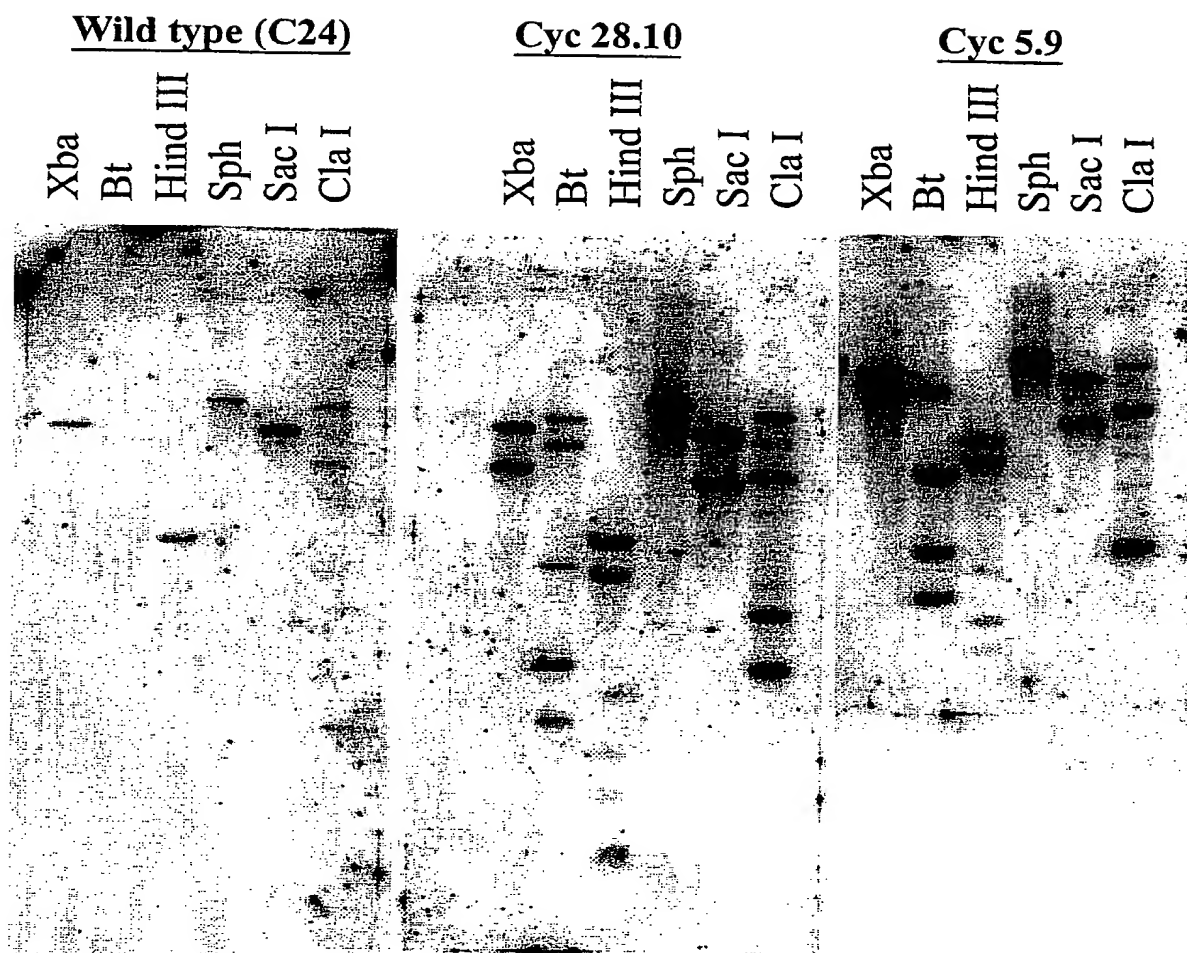 Wild type (C24)
Cyc 28.10
Cyc 5.9
Xba
Bt
Hind III
Sph
Sac I
Cla I
Xba
Bt
Hind III
Sph
Sac I
Cla I
Xba
Bt
Hind III
Sph
Sac I
Cla I